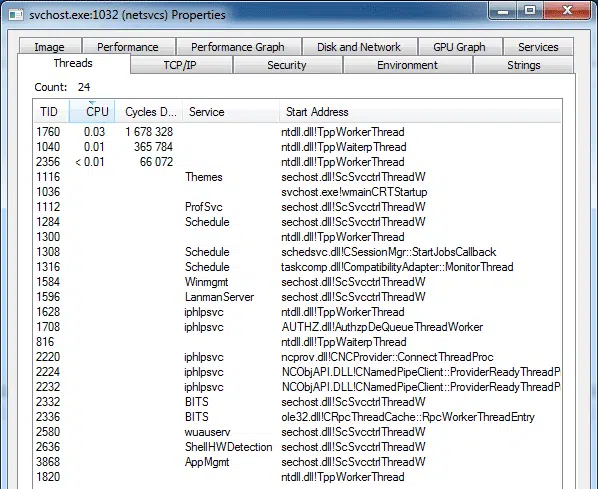 svchost.exe:1032 (netsvcs) Properties
Image Performance Performance Graph Disk and Network GPU Graph Services
Threads TCP/IP Security Environment Strings
Count: 24
TID CPU Cycles D... Service Start Address
1760 0.03 1 678 328 ntdll.dll!TppWorkerThread
1040 0.01 365 784 ntdll.dll!TppWaiterpThread
2356 < 0.01 66 072 ntdll.dll!TppWorkerThread
1116 Themes sechost.dll!ScSvcctrlThreadW
1036 svchost.exe!wmainCRTStartup
1112 ProfSvc sechost.dll!ScSvcctrlThreadW
1284 Schedule sechost.dll!ScSvcctrlThreadW
1300 ntdll.dll!TppWorkerThread
1308 Schedule schedsvc.dll!CSessionMgr::StartJobsCallback
1316 Schedule taskcomp.dll!CompatibilityAdapter::MonitorThread
1584 Winmgmt sechost.dll!ScSvcctrlThreadW
1596 LanmanServer sechost.dll!ScSvcctrlThreadW
1628 iphlpsvc ntdll.dll!TppWorkerThread
1708 iphlpsvc AUTHZ.dll!AuthzpDeQueueThreadWorker
816 ntdll.dll!TppWaiterpThread
2220 iphlpsvc ncprov.dll!CNCProvider::ConnectThreadProc
2224 iphlpsvc NCObjAPI.DLL!CNamedPipeClient::ProviderReadyThreadP
2232 iphlpsvc NCObjAPI.DLL!CNamedPipeClient::ProviderReadyThreadP
2332 BITS sechost.dll!ScSvcctrlThreadW
2336 BITS ole32.dll!CRpcThreadCache::RpcWorkerThreadEntry
2580 wuauserv sechost.dll!ScSvcctrlThreadW
2636 ShellHWDetection sechost.dll!ScSvcctrlThreadW
3868 AppMgmt sechost.dll!ScSvcctrlThreadW
1820 ntdll.dll!TppWorkerThread